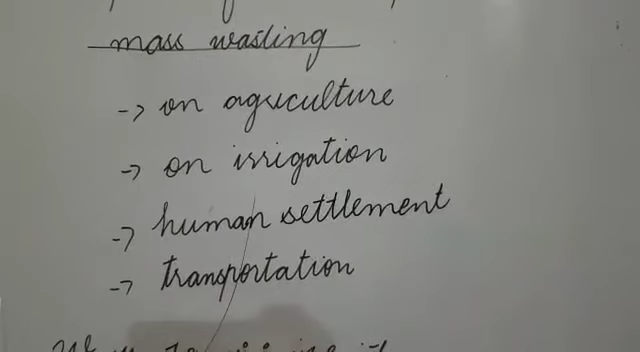 mass wasting
-> on agriculture
-> on irrigation
-> human settlement
-> transportation